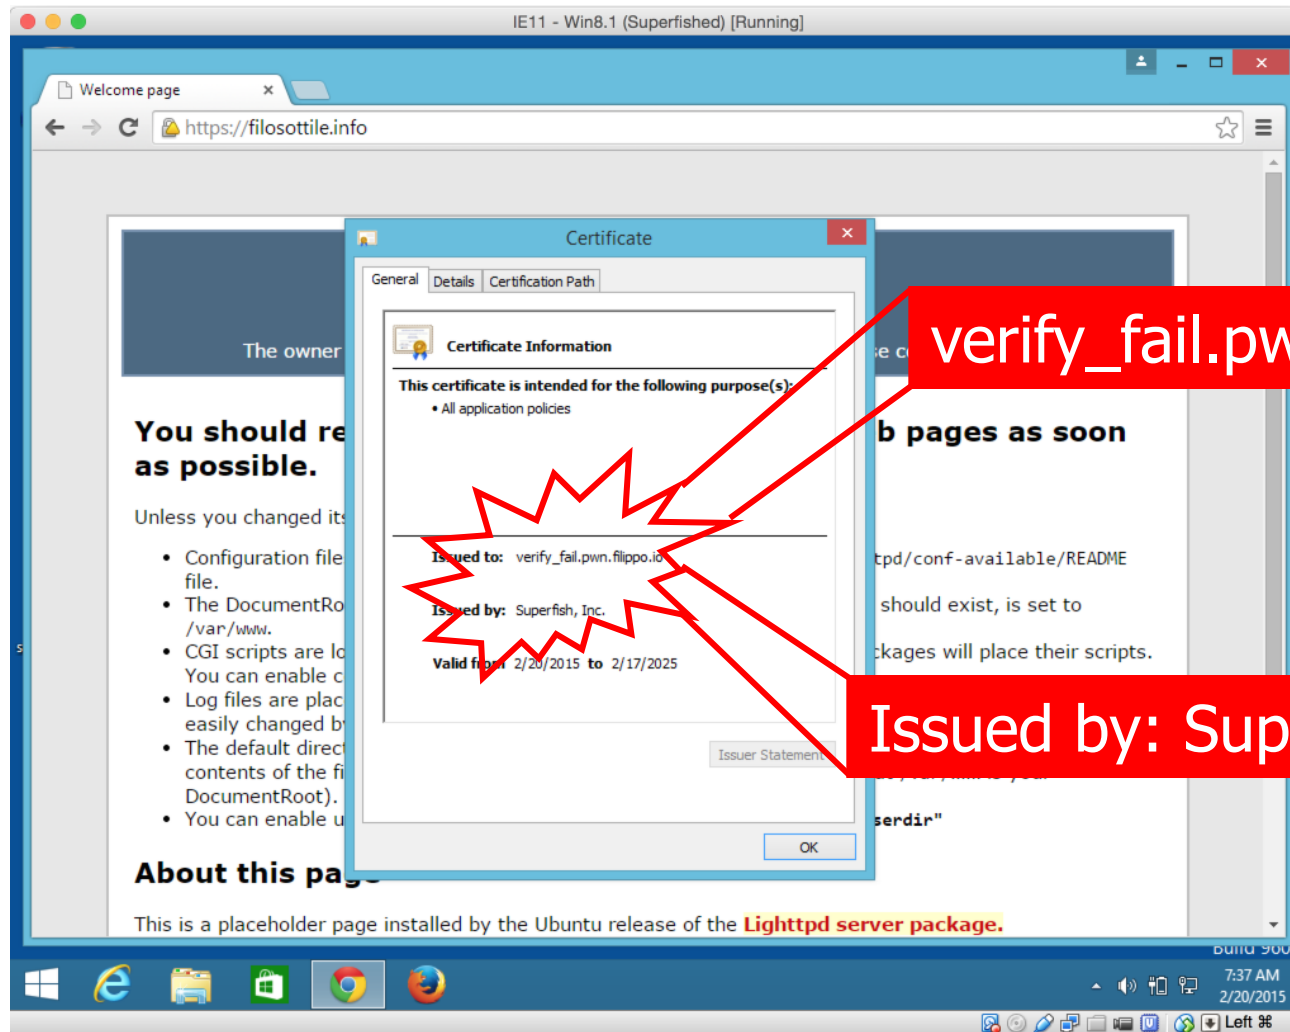 IE11 - Win8.1 (Superfished) [Running]
Welcome page
https://filosottile.info
Certificate
General Details Certification Path
Certificate Information
This certificate is intended for the following purpose(s):
• All application policies
Issued to: verify_fail.pwn.filippo.io
Issued by: Superfish, Inc.
Valid from 2/20/2015 to 2/17/2025
Issuer Statement
OK
verify_fail.pw
Issued by: Sup
The owner
You should re b pages as soon
as possible.
Unless you changed its
• Configuration file tpd/conf-available/README
file.
• The DocumentRo should exist, is set to
/var/www.
• CGI scripts are lo ckages will place their scripts.
You can enable c
• Log files are plac
easily changed b
• The default direct
contents of the fi
DocumentRoot).
• You can enable u serdir"
About this page
This is a placeholder page installed by the Ubuntu release of the Lighttpd server package.
Build 960
7:37 AM
2/20/2015
Left ⌘